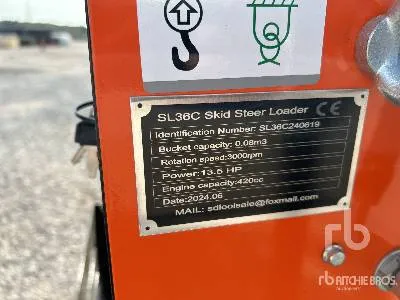 SL36C Skid Steer Loader CE
Identification Number: SL36C240619
Bucket capacity: 0.08m3
Rotation speed:3000rpm
Power:13.5 HP
Engine capacity:420cc
Date:2024.06
MAIL: sdloolsale@foxmail.com
rb
RITCHIE BROS.